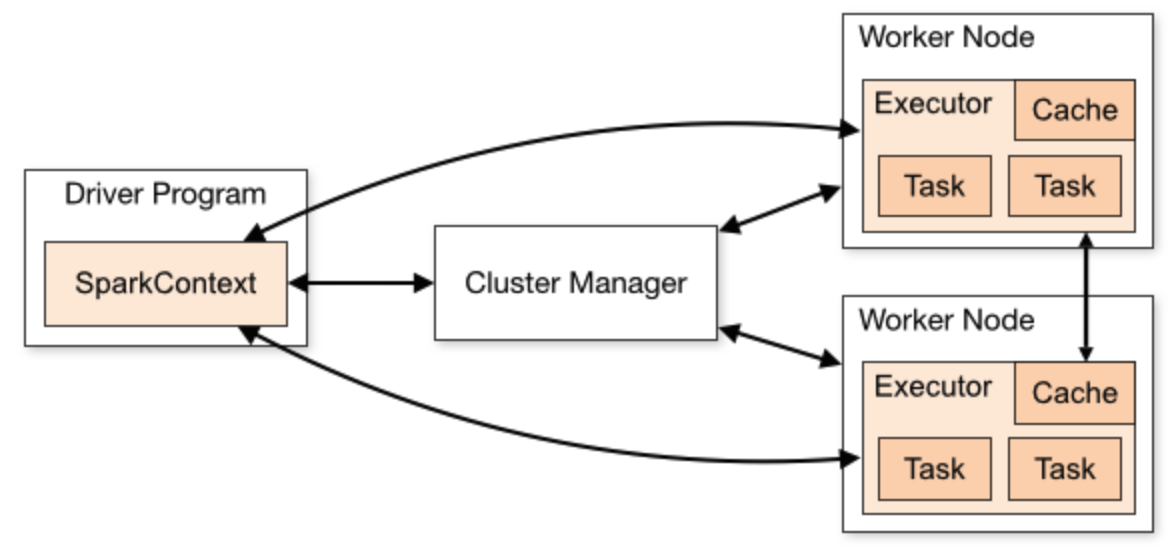 Driver Program
SparkContext
Cluster Manager
Worker Node
Executor
Cache
Task
Task
Worker Node
Executor
Cache
Task
Task